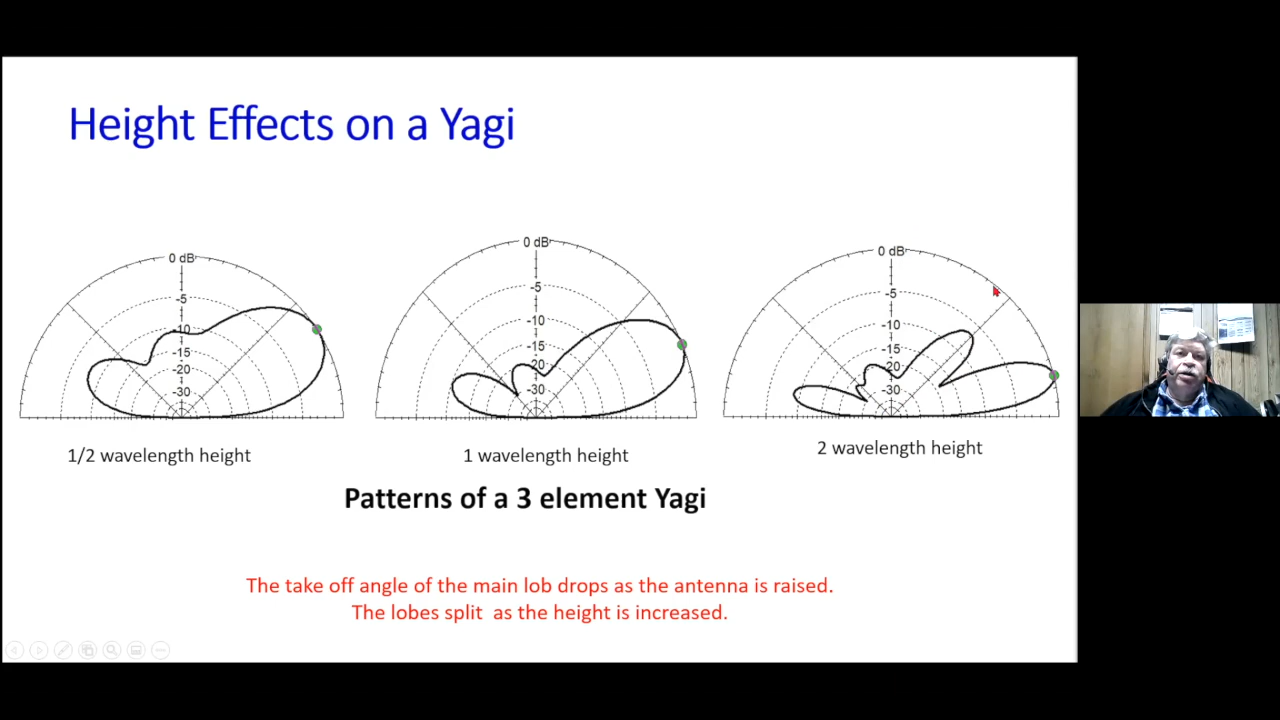 Height Effects on a Yagi
0 dB
-5
-10
-15
-20
-30
0 dB
-5
-10
-15
20
-30
0 dB
-5
-10
-15
20
-30
1/2 wavelength height
1 wavelength height
2 wavelength height
Patterns of a 3 element Yagi
The take off angle of the main lob drops as the antenna is raised.
The lobes split as the height is increased.